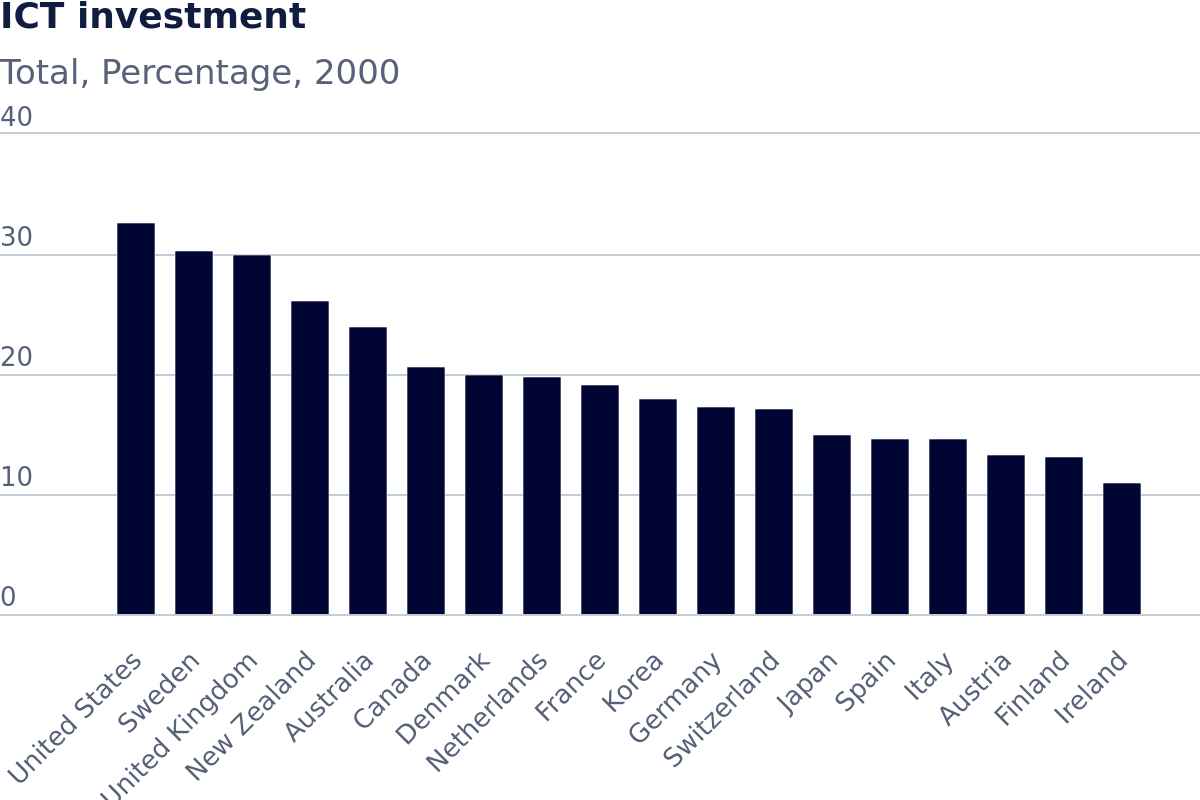 ICT investment
Total, Percentage, 2000
40
30
20
10
0
United States
Sweden
United Kingdom
New Zealand
Australia
Canada
Denmark
Netherlands
France
Korea
Germany
Switzerland
Japan
Spain
Italy
Austria
Finland
Ireland